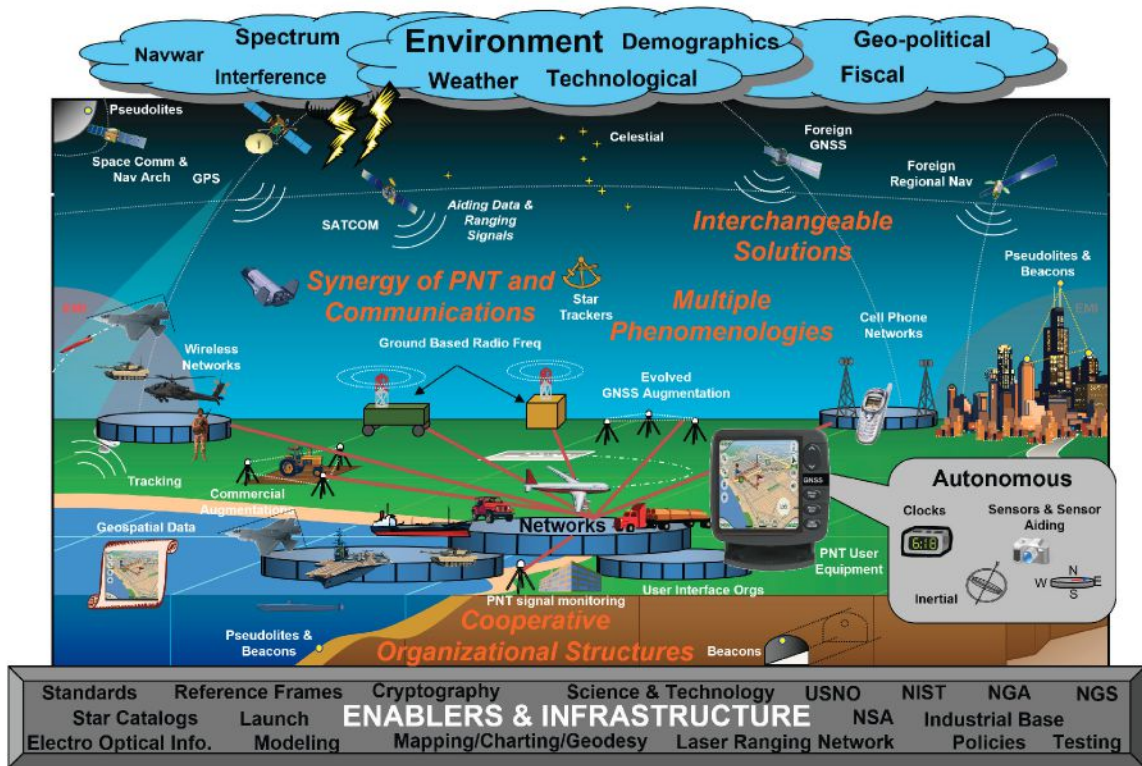 Navwar
Spectrum
Interference
Environment
Demographics
Weather
Technological
Geo-political
Fiscal
Pseudolites
Space Comm &
Nav Arch
GPS
Celestial
Foreign
GNSS
Foreign
Regional Nav
SATCOM
Aiding Data &
Ranging
Signals
Interchangeable
Solutions
Synergy of PNT and
Communications
Star
Trackers
Multiple
Phenomenologies
Pseudolites &
Beacons
EMI
EMI
Cell Phone
Networks
Wireless
Networks
Ground Based Radio Freq
Evolved
GNSS Augmentation
Tracking
Commercial
Augmentations
Geospatial Data
Networks
GNSS
PNT User
Equipment
Autonomous
Clocks
6:18
Sensors & Sensor
Aiding
Inertial
N
W
E
S
PNT signal monitoring
User Interface Orgs
Pseudolites &
Beacons
Cooperative
Organizational Structures
Beacons
Standards
Reference Frames
Cryptography
Science & Technology
USNO
NIST
NGA
NGS
Star Catalogs
Launch
ENABLERS & INFRASTRUCTURE
NSA
Industrial Base
Electro Optical Info.
Modeling
Mapping/Charting/Geodesy
Laser Ranging Network
Policies
Testing